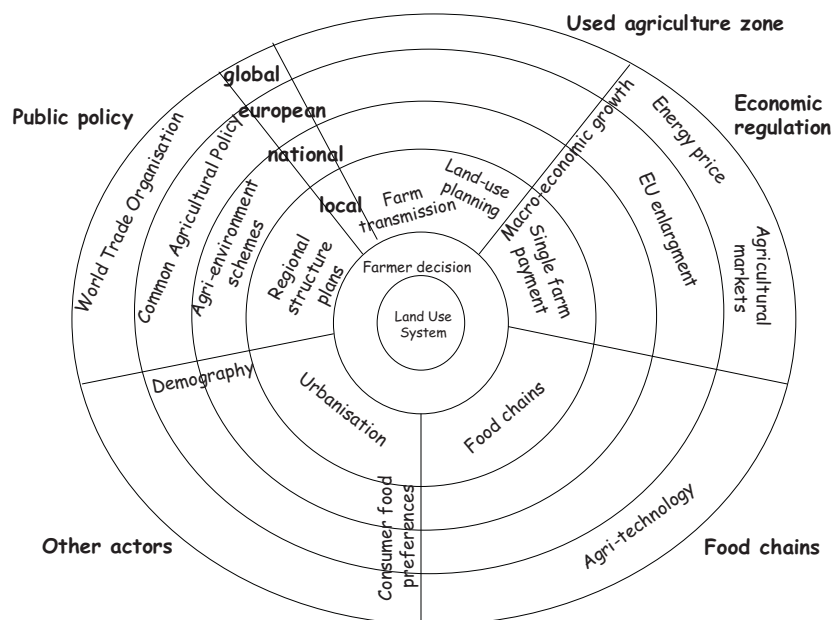 Used agriculture zone
global
Public policy
european
national
local
Economic
regulation
World Trade Organisation
Common Agricultural Policy
Agri-environment
schemes
Regional
structure
plans
Farm
transmission
Land-use
planning
Macro-economic growth
Energy price
EU enlargment
Agricultural
markets
Single farm
payment
Farmer decision
Land Use
System
Demography
Urbanisation
Food chains
Consumer food
preferences
Agri-technology
Other actors
Food chains